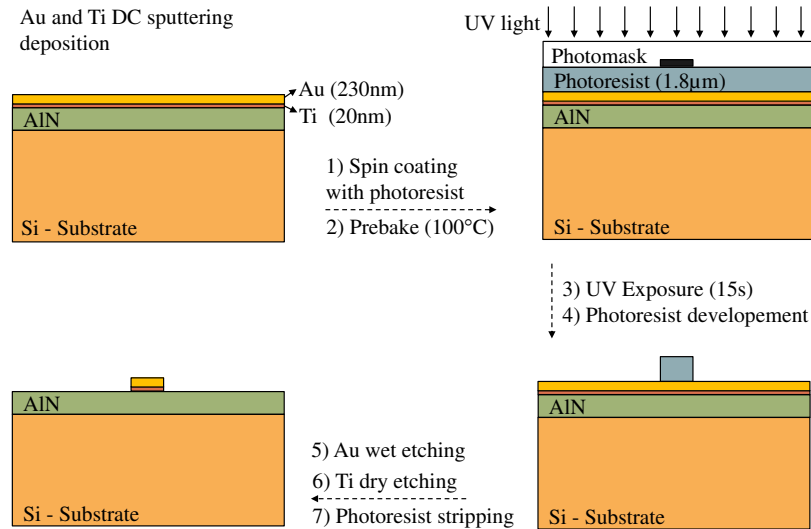 Au and Ti DC sputtering
deposition
Au (230nm)
Ti (20nm)
AlN
Si - Substrate
1) Spin coating
with photoresist
2) Prebake (100°C)
UV light
Photomask
Photoresist (1.8µm)
AlN
Si - Substrate
3) UV Exposure (15s)
4) Photoresist developement
AlN
Si - Substrate
5) Au wet etching
6) Ti dry etching
7) Photoresist stripping
AlN
Si - Substrate